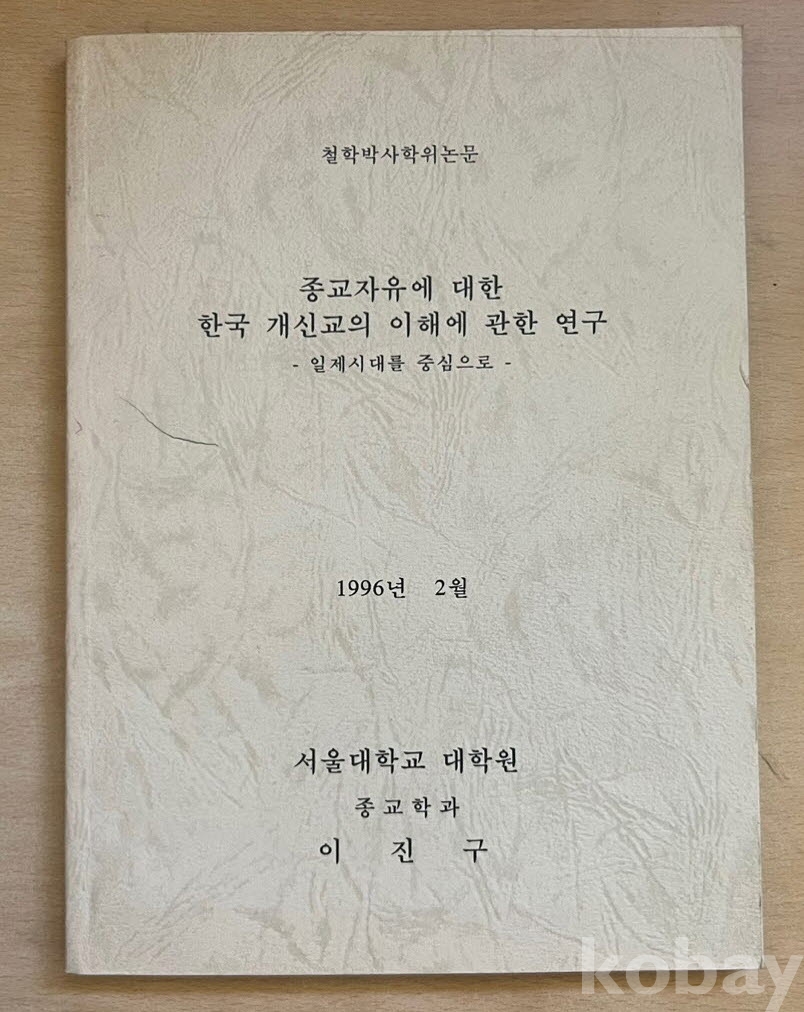 철학박사학위논문
종교자유에 대한
한국 개신교의 이해에 관한 연구
- 일제시대를 중심으로 -
1996년 2월
서울대학교 대학원
종교학과
이 진 구
kobay